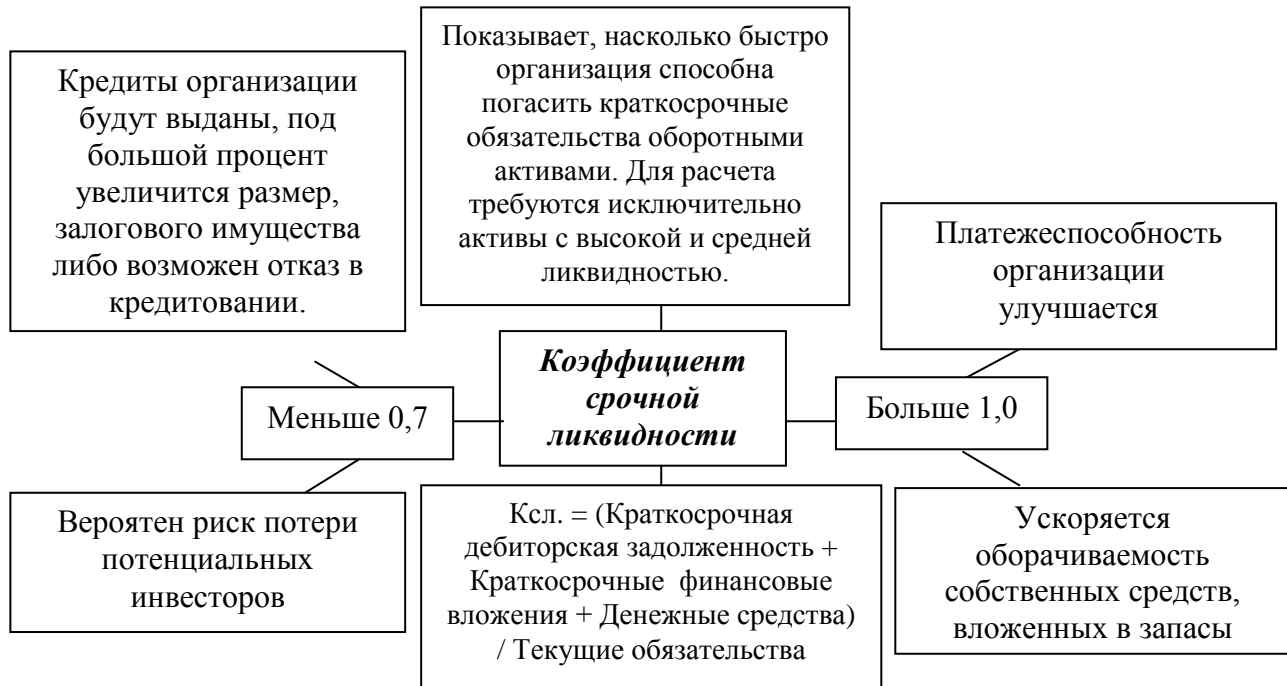 Кредиты организации
будут выданы, под
большой процент
увеличится размер,
залогового имущества
либо возможен отказ в
кредитовании.
Показывает, насколько быстро
организация способна
погасить краткосрочные
обязательства оборотными
активами. Для расчета
требуются исключительно
активы с высокой и средней
ликвидностью.
Платежеспособность
организации
улучшается
Меньше 0,7
Коэффициент
срочной
ликвидности
Больше 1,0
Вероятен риск потери
потенциальных
инвесторов
Ксл. = (Краткосрочная
дебиторская задолженность +
Краткосрочные финансовые
вложения + Денежные средства)
/ Текущие обязательства
Ускоряется
оборачиваемость
собственных средств,
вложенных в запасы